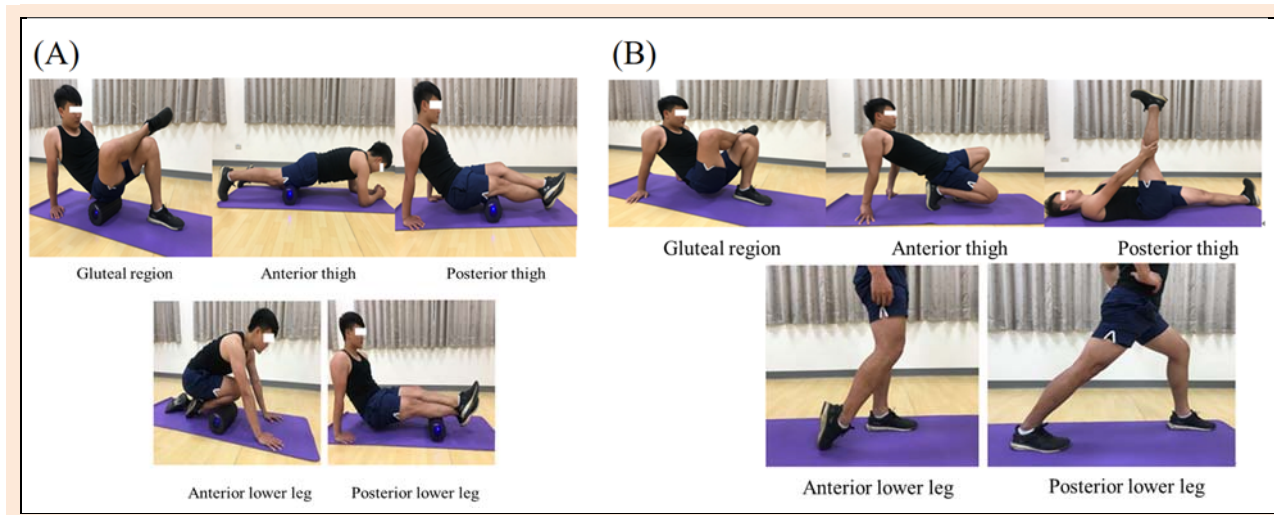 (A)
Gluteal region
Anterior thigh
Posterior thigh
Anterior lower leg
Posterior lower leg
(B)
Gluteal region
Anterior thigh
Posterior thigh
Anterior lower leg
Posterior lower leg